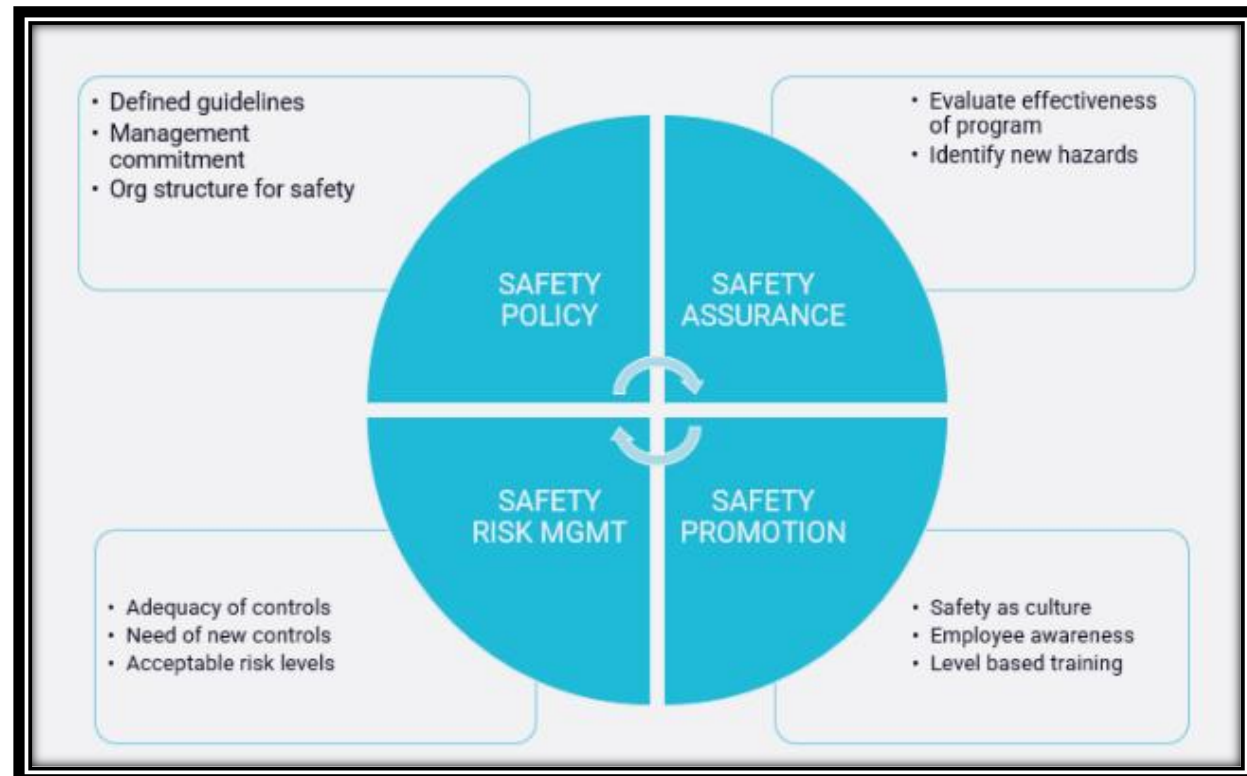 • Defined guidelines
• Management
commitment
• Org structure for safety
• Evaluate effectiveness
of program
• Identify new hazards
SAFETY
POLICY
SAFETY
ASSURANCE
SAFETY
RISK MGMT
SAFETY
PROMOTION
• Adequacy of controls
• Need of new controls
• Acceptable risk levels
• Safety as culture
• Employee awareness
• Level based training